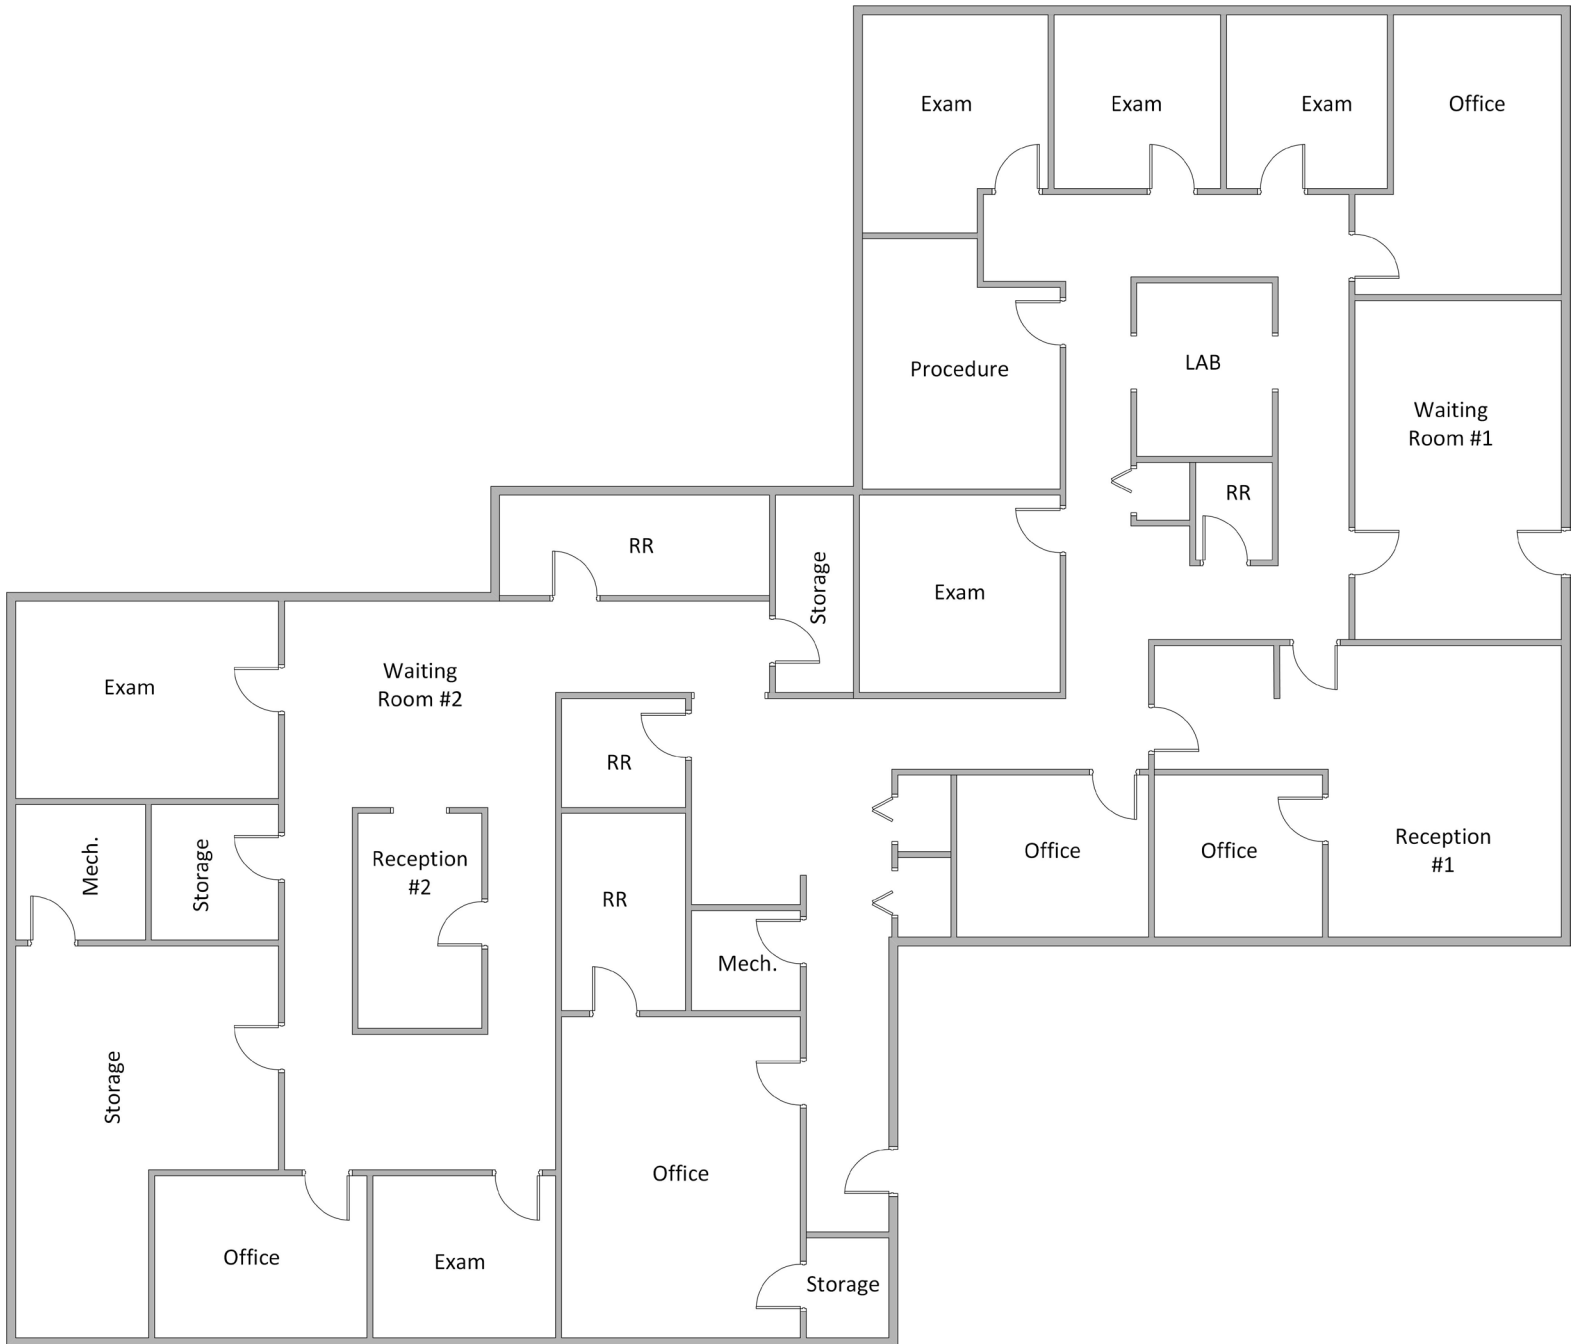 Exam
Exam
Exam
Office
Procedure
LAB
Waiting
Room #1
RR
RR
Storage
Exam
Exam
Waiting
Room #2
RR
Mech.
Storage
Reception
#2
RR
Office
Office
Reception
#1
Mech.
Storage
Office
Office
Exam
Storage